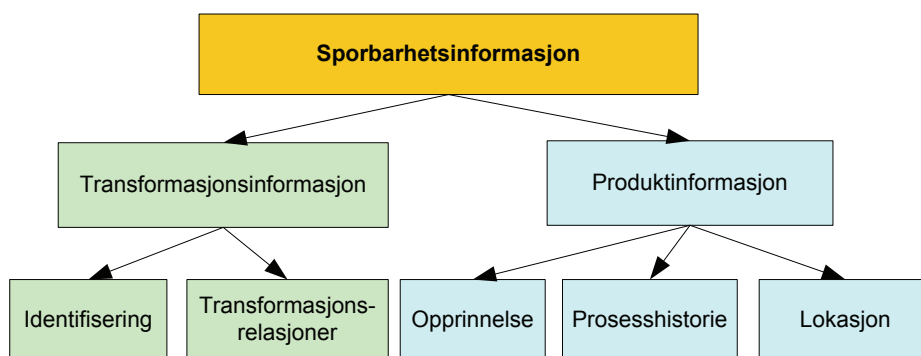 Sporbarhetsinformasjon
Transformasjonsinformasjon
Produktinformasjon
Identifisering
Transformasjons-
relasjoner
Opprinnelse
Prosesshistorie
Lokasjon